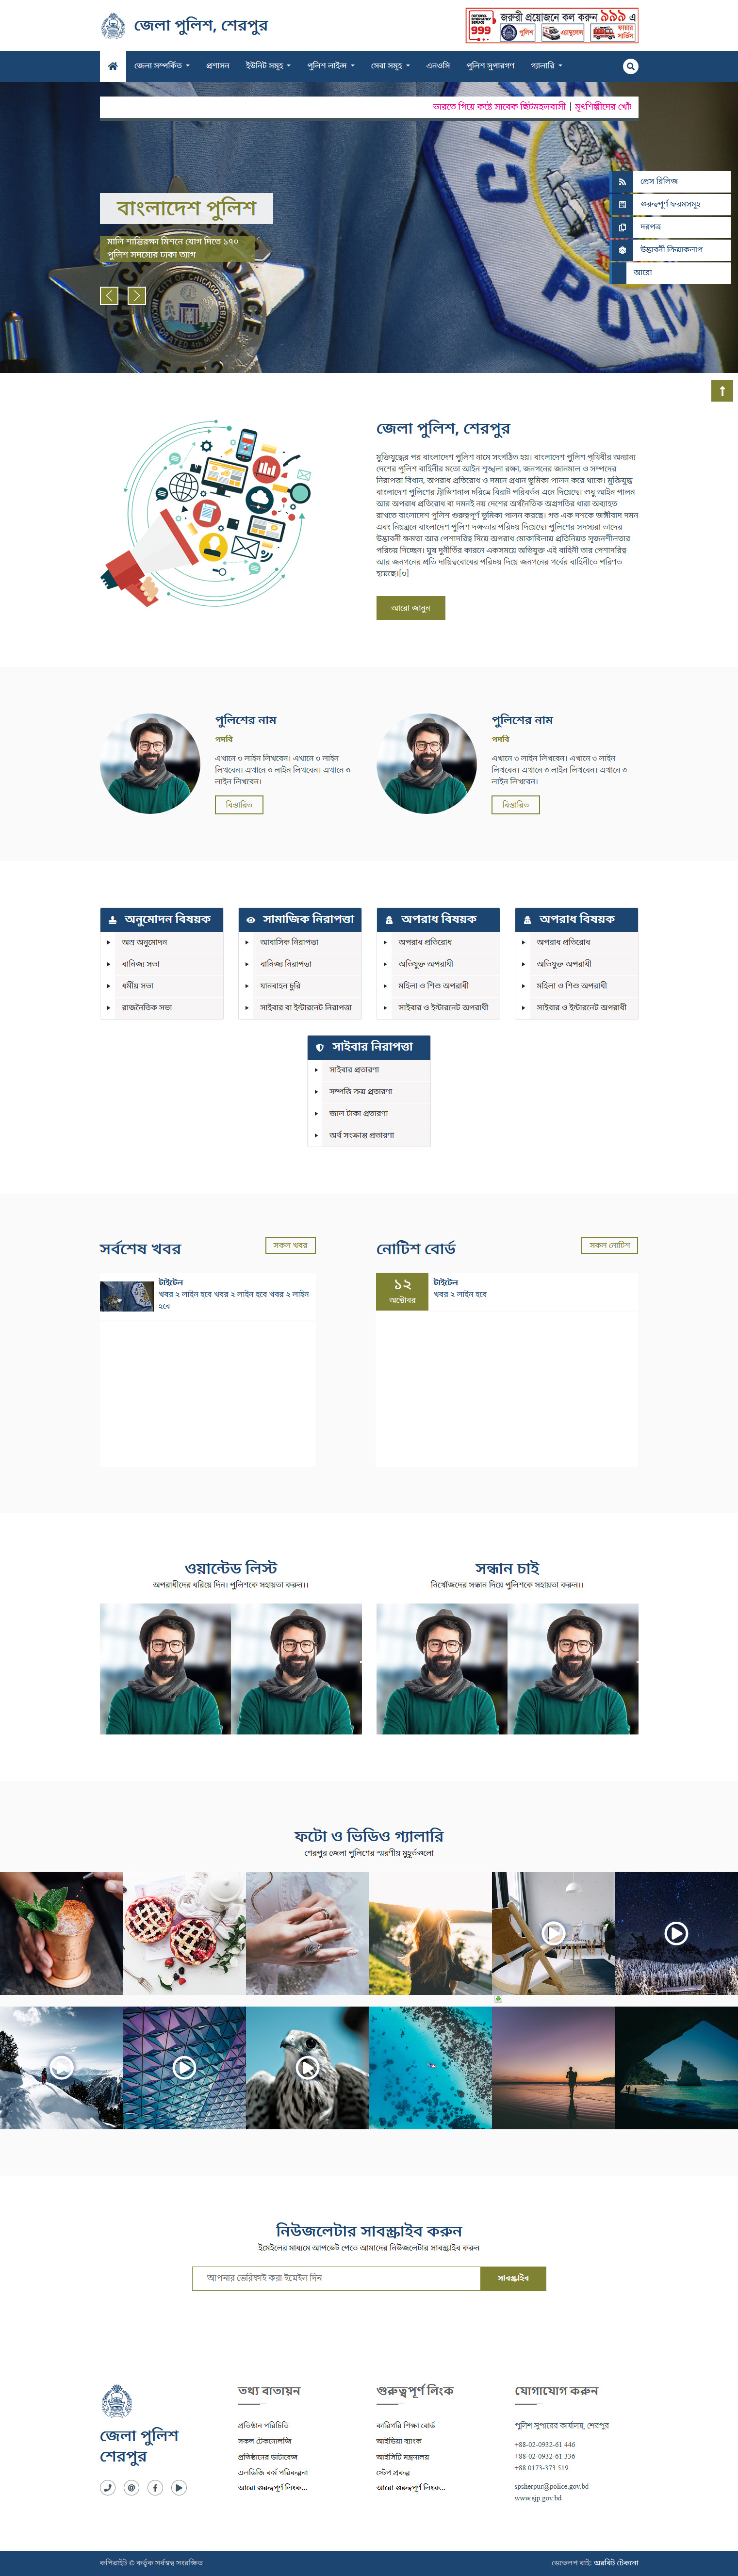 জেলা পুলিশ, শেরপুর
জরুরী প্রয়োজনে কল করুন ৯৯৯ এ
999
পুলিশ
এ্যাম্বুলেন্স
ফায়ার সার্ভিস
জেলা সম্পর্কিত
প্রশাসন
ইউনিট সমূহ
পুলিশ লাইন্স
সেবা সমূহ
এনওসি
পুলিশ সুপারগণ
গ্যালারি
ভারতে গিয়ে কষ্টে সাবেক ছিটমহলবাসী | মৃৎশিল্পীদের
বাংলাদেশ পুলিশ
মালি শান্তিরক্ষা মিশনে যোগ দিতে ১৭০
পুলিশ সদস্যের ঢাকা ত্যাগ
প্রেস রিলিজ
গুরুত্বপূর্ণ ফরমসমূহ
দরপত্র
উদ্ভাবনী ক্রিয়াকলাপ
আরো
জেলা পুলিশ, শেরপুর
মুক্তিযুদ্ধের পর বাংলাদেশ পুলিশ নামে সংগঠিত হয়। বাংলাদেশ পুলিশ পৃথিবীর অন্যান্য
দেশের পুলিশ বাহিনীর মতো আইন শৃঙ্খলা রক্ষা, জনগনের জানমাল ও সম্পদের
নিরাপত্তা বিধান, অপরাধ প্রতিরোধ ও দমনে প্রধান ভূমিকা পালন করে থাকে। মুক্তিযুদ্ধ
বাংলাদেশ পুলিশের ট্রাডিশনাল চরিত্রে বিরাট পরিবর্তন এনে দিয়েছে। শুধু আইন পালন
আর অপরাধ প্রতিরোধ বা দমনই নয় দেশের অর্থনৈতিক অগ্রগতির ধারা অব্যাহত
রাখতে বাংলাদেশ পুলিশ গুরুত্বপূর্ণ ভুমিকা পালন করছে। গত এক দশকে জঙ্গীবাদ দমন
এবং নিয়ন্ত্রনে বাংলাদেশ পুলিশ দক্ষতার পরিচয় দিয়েছে। পুলিশের সদস্যরা তাদের
উদ্ভাবনী ক্ষমতা আর পেশাদরিত্ব দিয়ে অপরাধ মোকাবিলায় প্রতিনিয়ত সৃজনশীলতার
পরিচয় দিচ্ছেন। ঘুষ দুর্নীতির কারনে একসময়ে অভিযুক্ত এই বাহিনী তার পেশাদরিত্ব
আর জনগনের প্রতি দায়িত্ববোধের পরিচয় দিয়ে জনগনের গর্বের বাহিনীতে পরিণত
হয়েছে।[৩]
আরো জানুন
পুলিশের নাম
পদবি
এখানে ৩ লাইন লিখবেন। এখানে ৩ লাইন
লিখবেন। এখানে ৩ লাইন লিখবেন। এখানে ৩
লাইন লিখবেন।
বিস্তারিত
পুলিশের নাম
পদবি
এখানে ৩ লাইন লিখবেন। এখানে ৩ লাইন
লিখবেন। এখানে ৩ লাইন লিখবেন। এখানে ৩
লাইন লিখবেন।
বিস্তারিত
অনুমোদন বিষয়ক
অস্ত্র অনুমোদন
বানিজ্য সভা
ধর্মীয় সভা
রাজনৈতিক সভা
সামাজিক নিরাপত্তা
আবাসিক নিরাপত্তা
বানিজ্য নিরাপত্তা
যানবাহন চুরি
সাইবার বা ইন্টারনেট নিরাপত্তা
অপরাধ বিষয়ক
অপরাধ প্রতিরোধ
অভিযুক্ত অপরাধী
মহিলা ও শিশু অপরাধী
সাইবার ও ইন্টারনেট অপরাধী
অপরাধ বিষয়ক
অপরাধ প্রতিরোধ
অভিযুক্ত অপরাধী
মহিলা ও শিশু অপরাধী
সাইবার ও ইন্টারনেট অপরাধী
সাইবার নিরাপত্তা
সাইবার প্রতারণা
সম্পত্তি ক্রয় প্রতারণা
জাল টাকা প্রতারণা
অর্থ সংক্রান্ত প্রতারণা
সর্বশেষ খবর
সকল খবর
টাইটেল
খবর ২ লাইন হবে খবর ২ লাইন হবে খবর ২ লাইন
হবে
নোটিশ বোর্ড
সকল নোটিশ
১২
অক্টোবর
টাইটেল
খবর ২ লাইন হবে
ওয়ান্টেড লিস্ট
অপরাধীদের ধরিয়ে দিন। পুলিশকে সহায়তা করুন।।
সন্ধান চাই
নিখোঁজদের সন্ধান দিয়ে পুলিশকে সহায়তা করুন।।
ফটো ও ভিডিও গ্যালারি
শেরপুর জেলা পুলিশের স্মরণীয় মুহূর্তগুলো
নিউজলেটার সাবস্ক্রাইব করুন
ইমেইলের মাধ্যমে আপডেট পেতে আমাদের নিউজলেটার সাবস্ক্রাইব করুন
আপনার ভেরিফাই করা ইমেইল দিন
সাবস্ক্রাইব
জেলা পুলিশ
শেরপুর
তথ্য বাতায়ন
প্রতিষ্ঠান পরিচিতি
সকল টেকনোলজি
প্রতিষ্ঠানের ডাটাবেজ
এলডিজি কর্ম পরিকল্পনা
আরো গুরুত্বপূর্ণ লিংক...
গুরুত্বপূর্ণ লিংক
কারিগরি শিক্ষা বোর্ড
আইডিয়া ব্যাংক
আইসিটি মন্ত্রনালয়
স্টেপ প্রকল্প
আরো গুরুত্বপূর্ণ লিংক...
যোগাযোগ করুন
পুলিশ সুপারের কার্যালয়, শেরপুর
+88-02-0932-61 446
+88-02-0932-61 336
+88 0173-373 519
spsherpur@police.gov.bd
www.sjp.gov.bd
কপিরাইট © কর্তৃক সর্বস্বত্ব সংরক্ষিত
ডেভেলপ বাই: অরবিট টেকনো